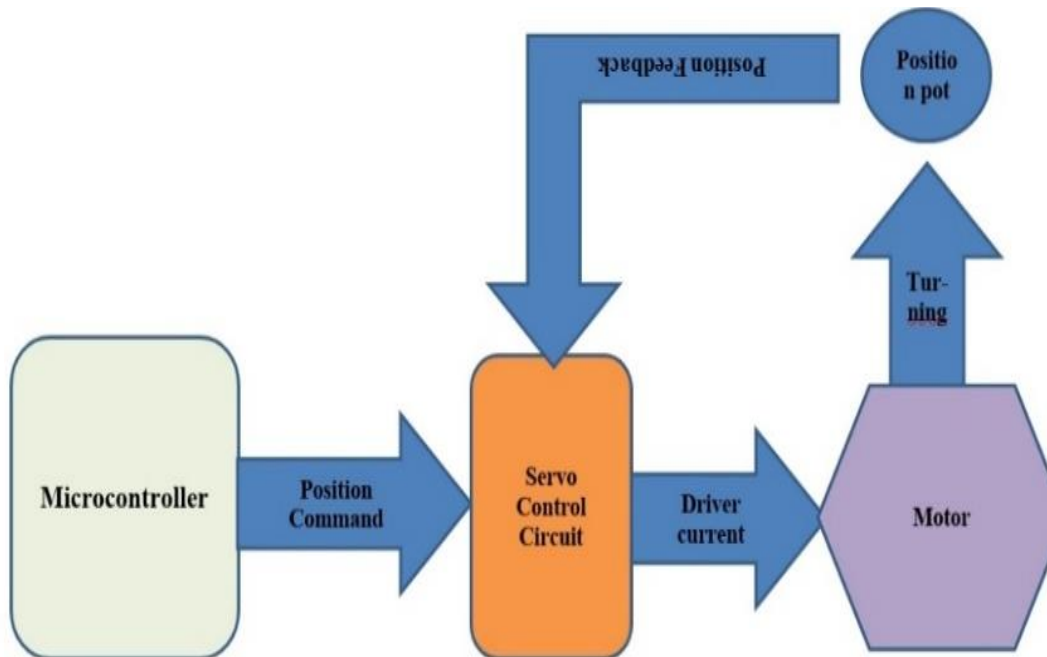 Position Feedback
Positio
n pot
Tur-
ning
Microcontroller
Position
Command
Servo
Control
Circuit
Driver
current
Motor